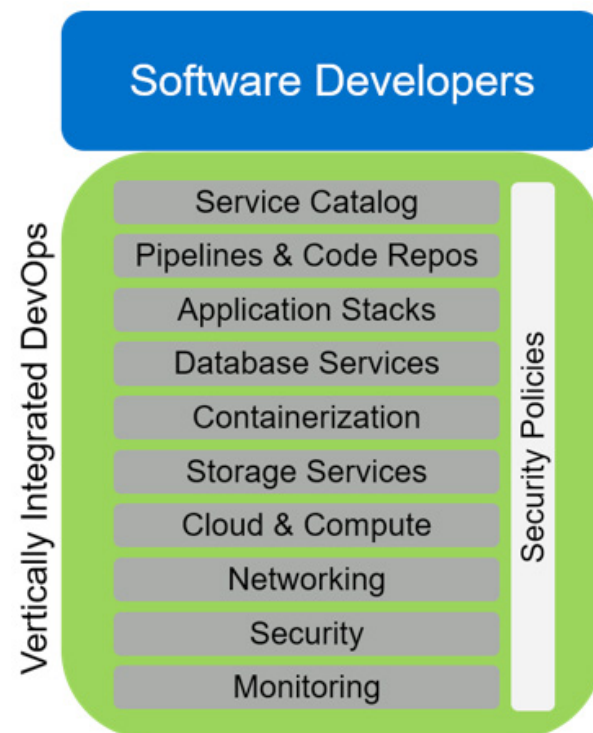 Software Developers
Vertically Integrated DevOps
Service Catalog
Pipelines & Code Repos
Application Stacks
Database Services
Containerization
Storage Services
Cloud & Compute
Networking
Security
Monitoring
Security Policies